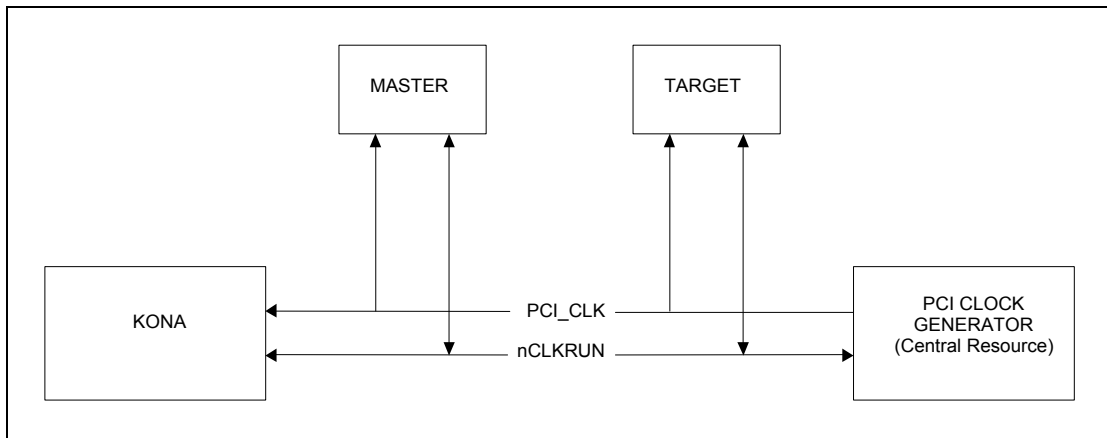 MASTER
TARGET
KONA
PCI_CLK
nCLKRUN
PCI CLOCK
GENERATOR
(Central Resource)